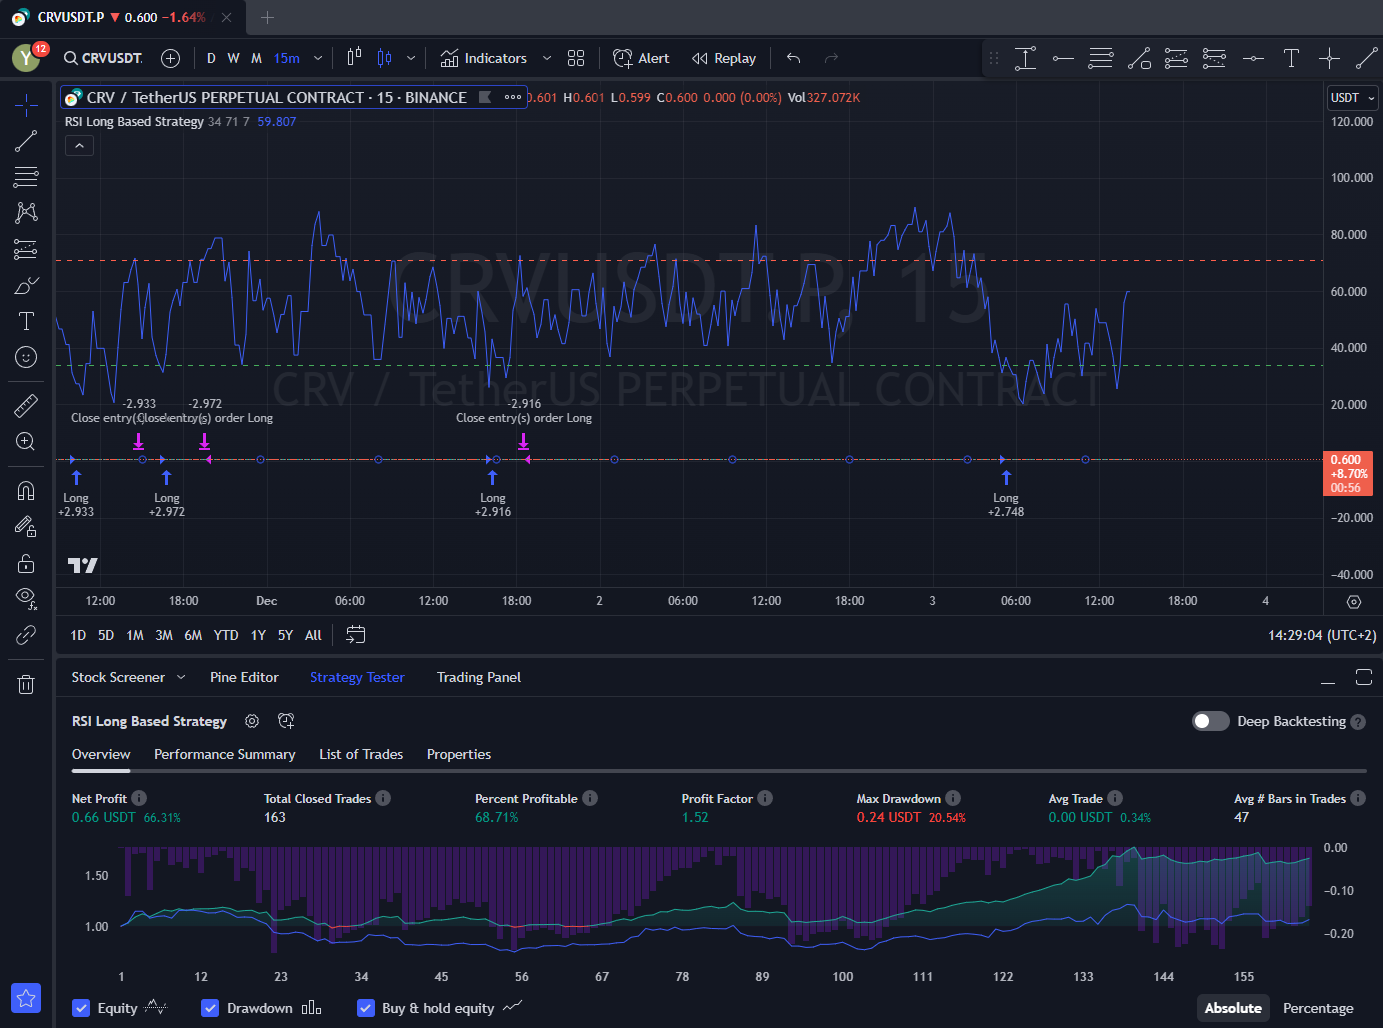 CRVUSDT.P ▼ 0.600 −1.64%
Y 12 CRVUSDT. D W M 15m Indicators Alert Replay
CRV / TetherUS PERPETUAL CONTRACT · 15 · BINANCE 0.601 H0.601 L0.599 C0.600 0.000 (0.00%) Vol327.072K
USDT
RSI Long Based Strategy 34 71 7 59.807
120.000
100.000
80.000
60.000
40.000
20.000
0.600
+8.70%
00:56
−20.000
−40.000
CRVUSDT.P, 15
CRV / TetherUS PERPETUAL CONTRACT
-2.933 -2.972 -2.916
Close entry(s) order Long Close entry(s) order Long
Long Long Long Long
+2.933 +2.972 +2.916 +2.748
12:00 18:00 Dec 06:00 12:00 18:00 2 06:00 12:00 18:00 3 06:00 12:00 18:00 4
1D 5D 1M 3M 6M YTD 1Y 5Y All 14:29:04 (UTC+2)
Stock Screener Pine Editor Strategy Tester Trading Panel
RSI Long Based Strategy Deep Backtesting ?
Overview Performance Summary List of Trades Properties
Net Profit Total Closed Trades Percent Profitable Profit Factor Max Drawdown Avg Trade Avg # Bars in Trades
0.66 USDT 66.31% 163 68.71% 1.52 0.24 USDT 20.54% 0.00 USDT 0.34% 47
1.50
1.00
0.00
−0.10
−0.20
1 12 23 34 45 56 67 78 89 100 111 122 133 144 155
Equity Drawdown Buy & hold equity Absolute Percentage